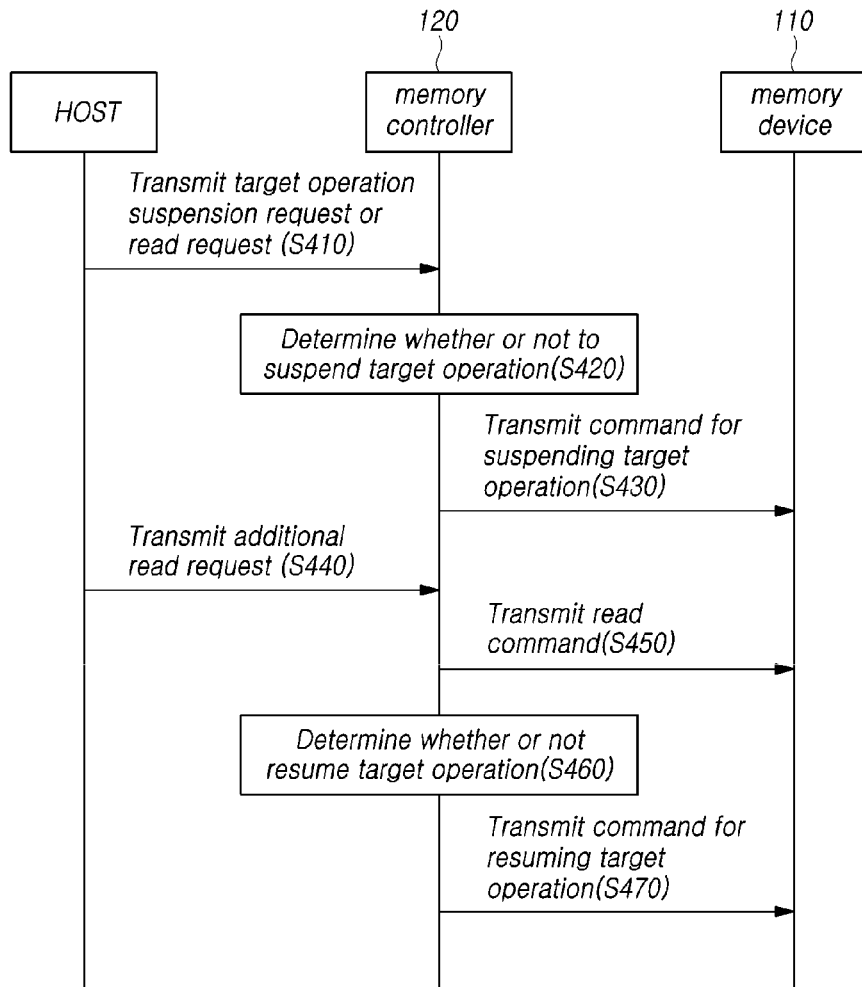 120
110
HOST
memory
controller
memory
device
Transmit target operation
suspension request or
read request (S410)
Determine whether or not to
suspend target operation(S420)
Transmit command for
suspending target
operation(S430)
Transmit additional
read request (S440)
Transmit read
command(S450)
Determine whether or not
resume target operation(S460)
Transmit command for
resuming target
operation(S470)